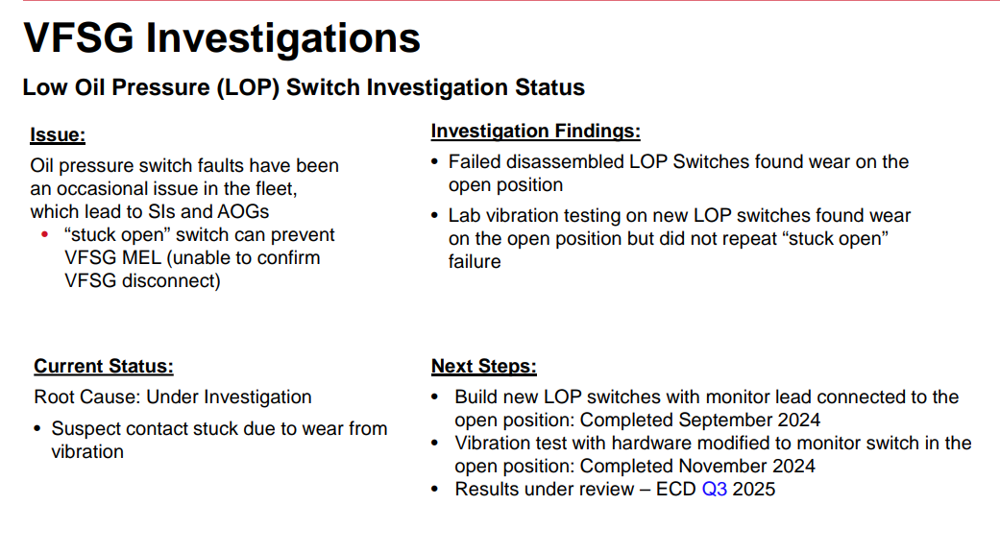 VFSG Investigations
Low Oil Pressure (LOP) Switch Investigation Status
Issue:
Oil pressure switch faults have been
an occasional issue in the fleet,
which lead to SIs and AOGs
• “stuck open” switch can prevent
VFSG MEL (unable to confirm
VFSG disconnect)
Investigation Findings:
• Failed disassembled LOP Switches found wear on the
open position
• Lab vibration testing on new LOP switches found wear
on the open position but did not repeat “stuck open”
failure
Current Status:
Root Cause: Under Investigation
• Suspect contact stuck due to wear from
vibration
Next Steps:
• Build new LOP switches with monitor lead connected to the
open position: Completed September 2024
• Vibration test with hardware modified to monitor switch in the
open position: Completed November 2024
• Results under review – ECD Q3 2025